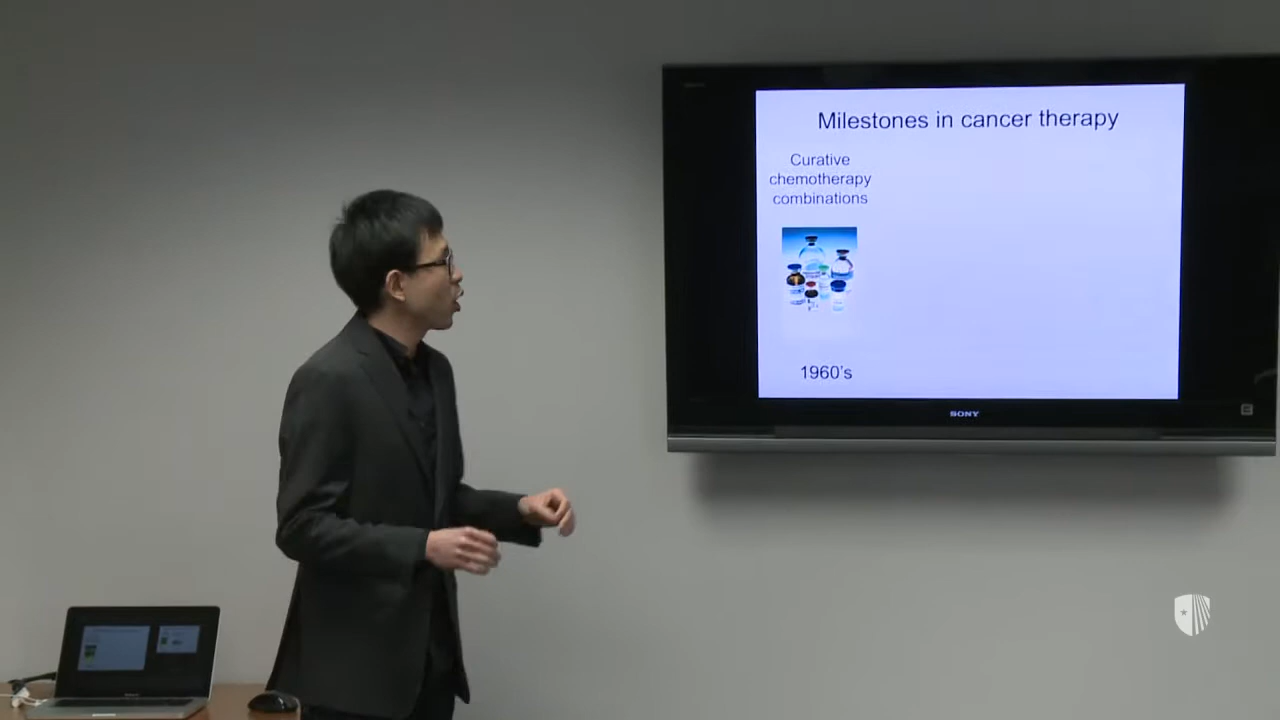 Milestones in cancer therapy
Curative
chemotherapy
combinations
1960's
SONY